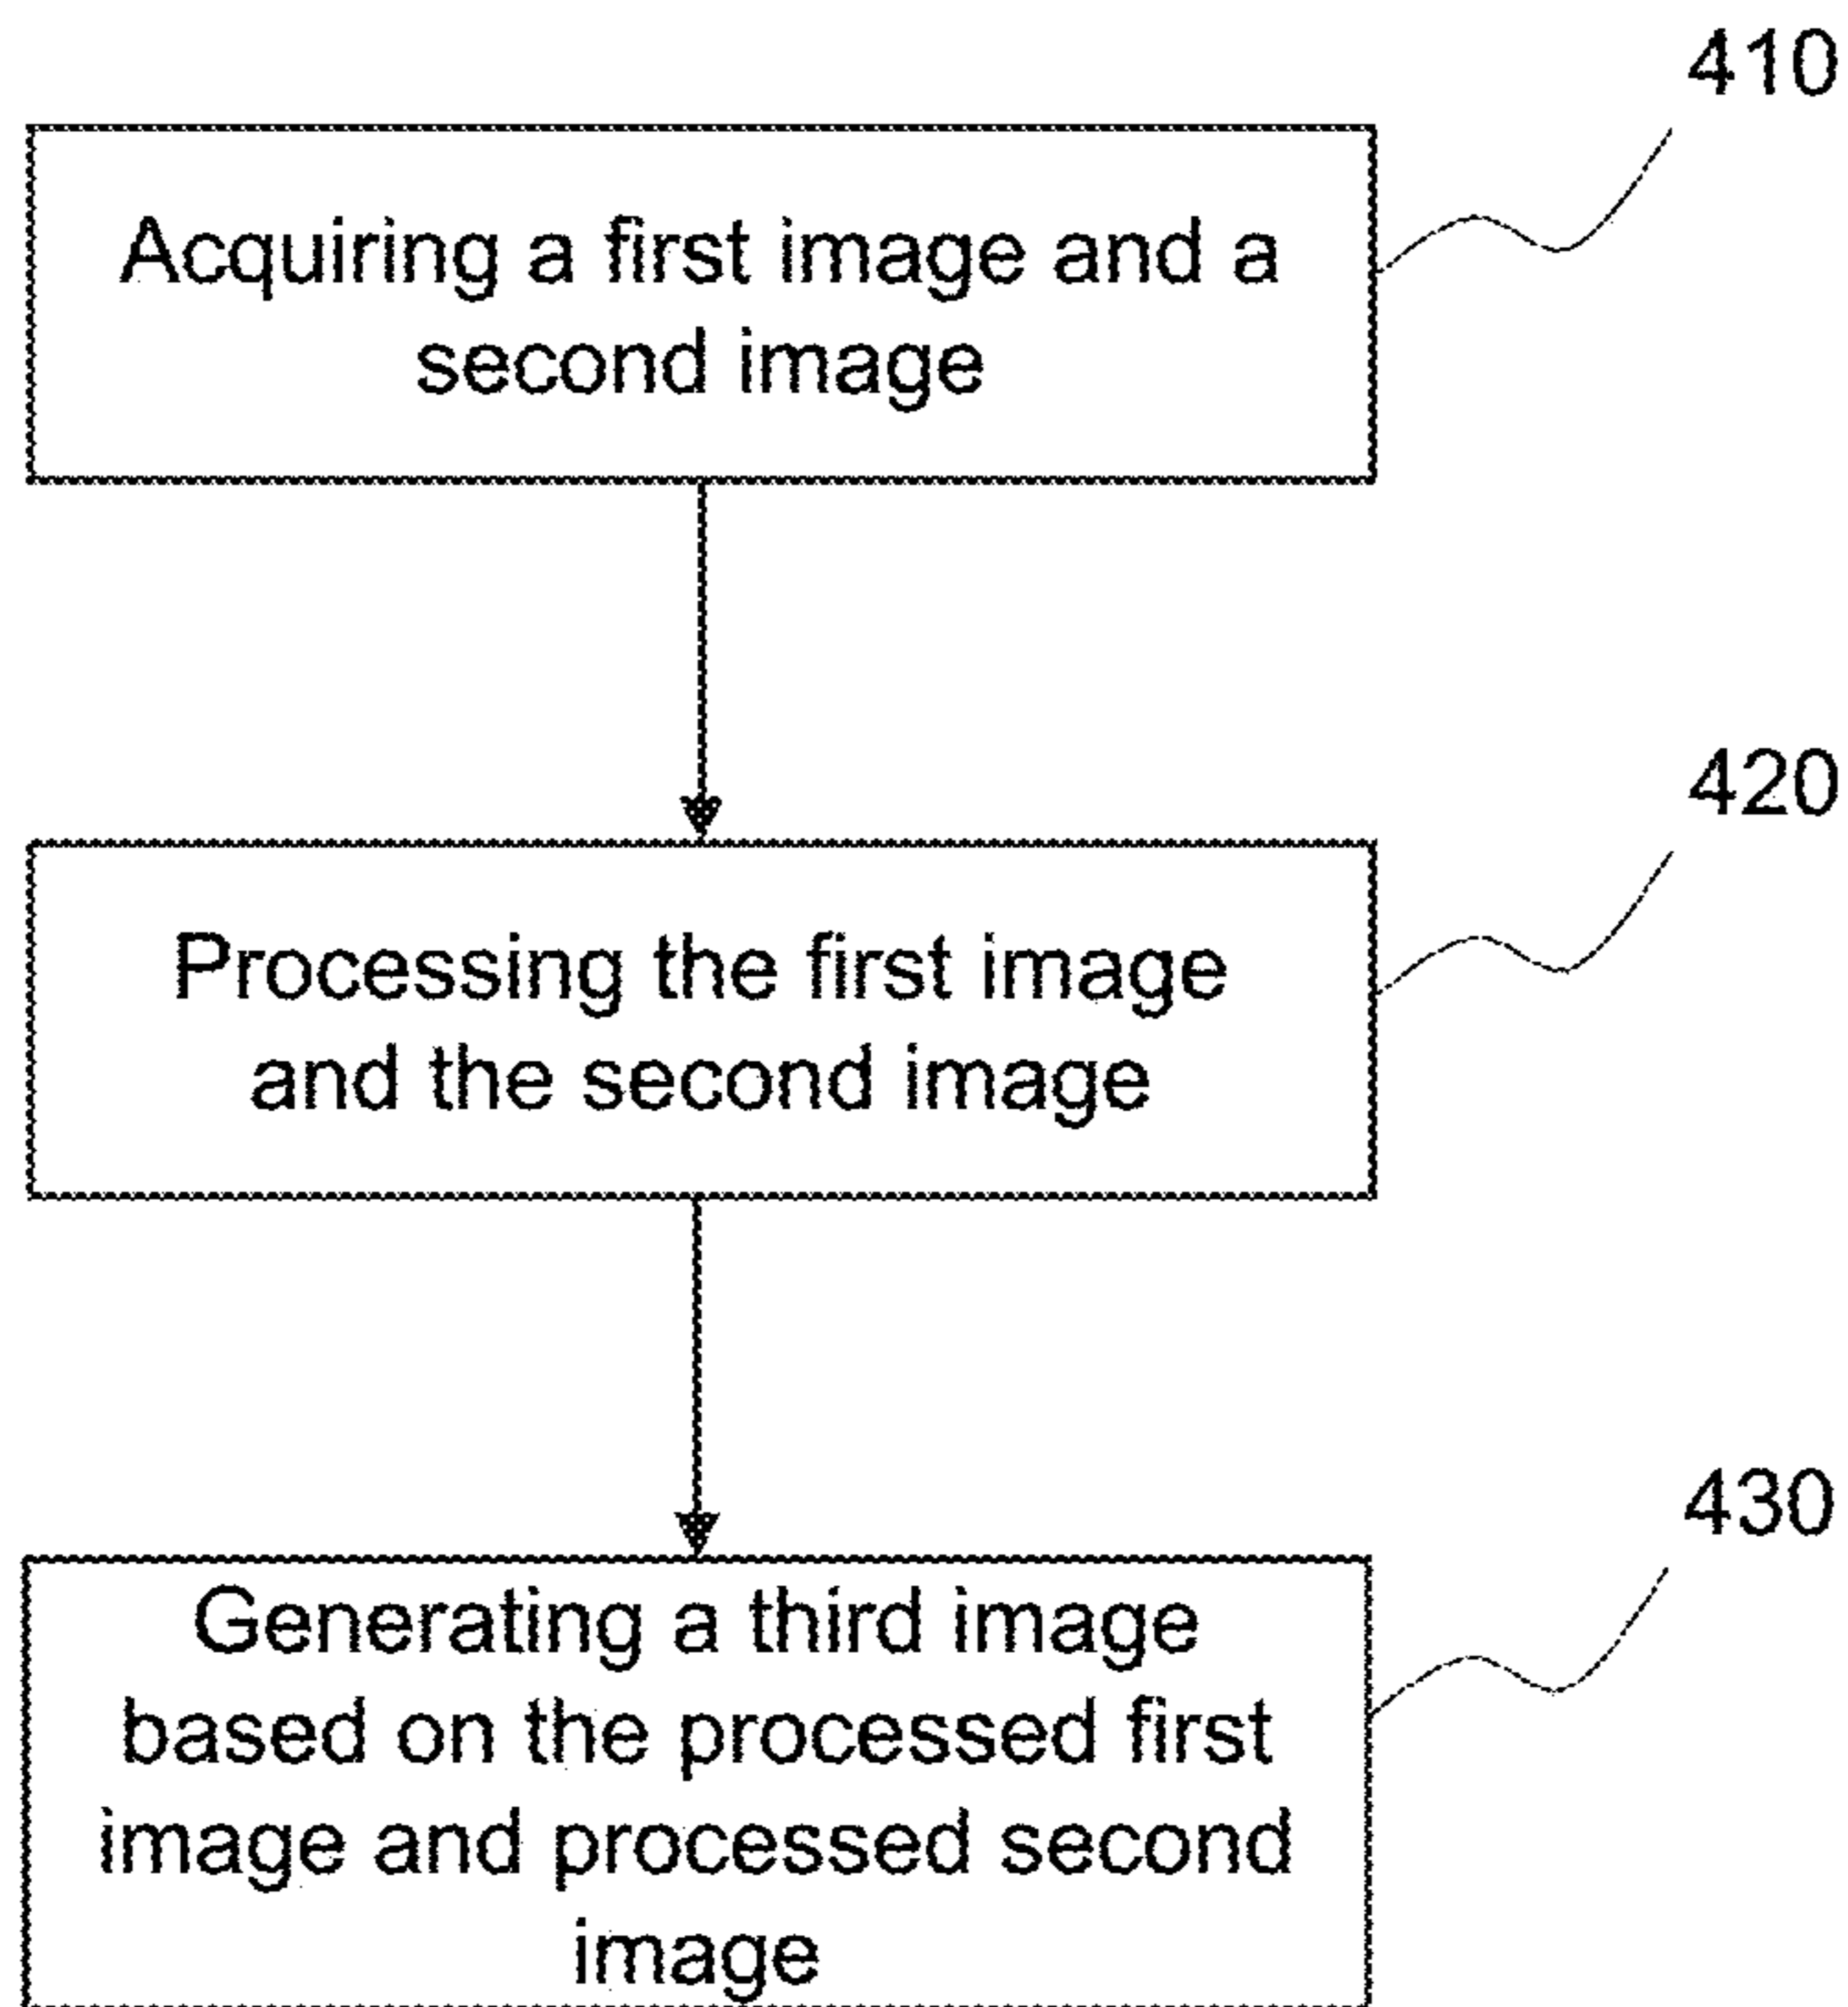 410
Acquiring a first image and a
second image
420
Processing the first image
and the second image
430
Generating a third image
based on the processed first
image and processed second
image